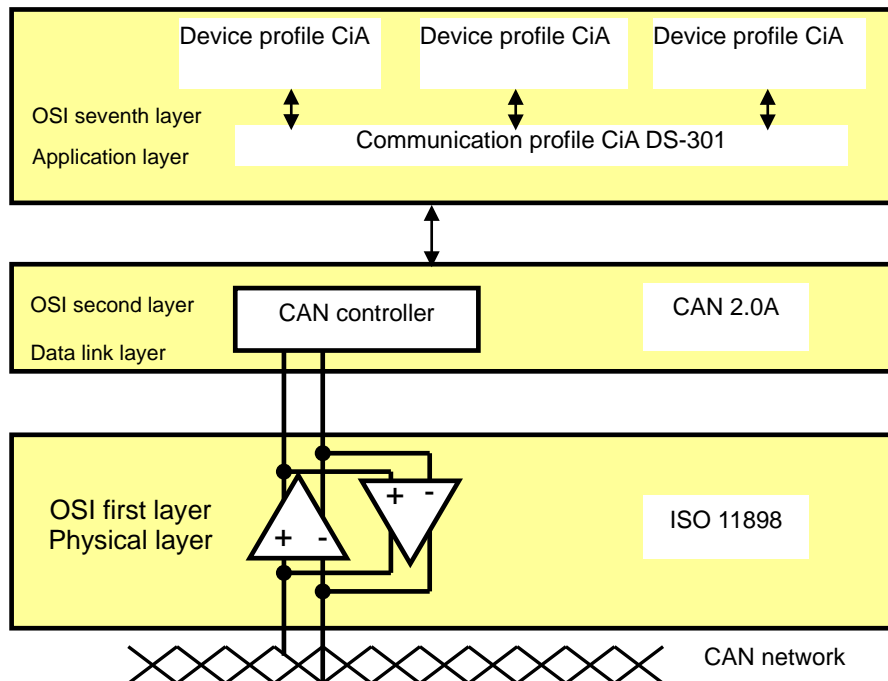 Device profile CiA
Device profile CiA
Device profile CiA
OSI seventh layer
Application layer
Communication profile CiA DS-301
OSI second layer
Data link layer
CAN controller
CAN 2.0A
OSI first layer
Physical layer
+ -
+ -
ISO 11898
CAN network